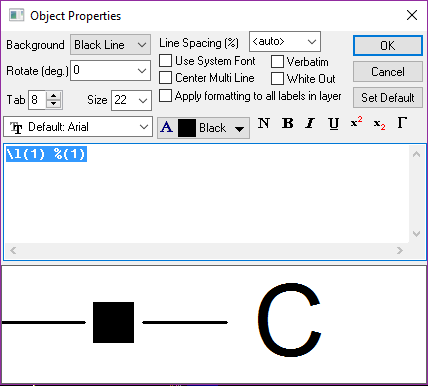 Object Properties
Background Black Line Line Spacing (%) <auto> OK
Use System Font Verbatim
Rotate (deg.) 0 Center Multi Line White Out Cancel
Tab 8 Size 22 Apply formatting to all labels in layer Set Default
Default: Arial A Black N B I U x² x₂ Γ
\l(1) %(1)
C